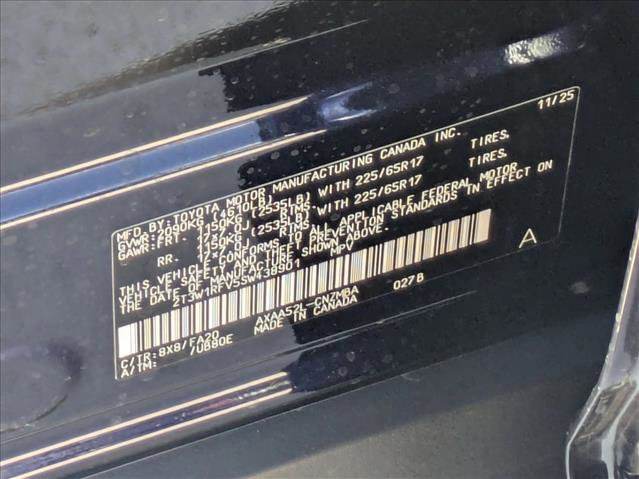 MFD.BY:TOYOTA MOTOR MANUFACTURING CANADA INC. 11/25
GVWR:2090KG (4610LB)
GAWR:FRT. 1150KG (2535LB) WITH 225/65R17 TIRES,
17X7.0J RIMS
RR. 1150KG (2535LB) WITH 225/65R17 TIRES,
17X7.0J RIMS
THIS VEHICLE CONFORMS TO ALL APPLICABLE FEDERAL MOTOR
VEHICLE SAFETY AND THEFT PREVENTION STANDARDS IN EFFECT ON THE
DATE OF MANUFACTURE SHOWN ABOVE.
2T3W1RFV5SW438901 MPV
A
C/TR:8X8/FA20 AXAA52L-CNZMBA 027B
A/TM: /UB80E MADE IN CANADA